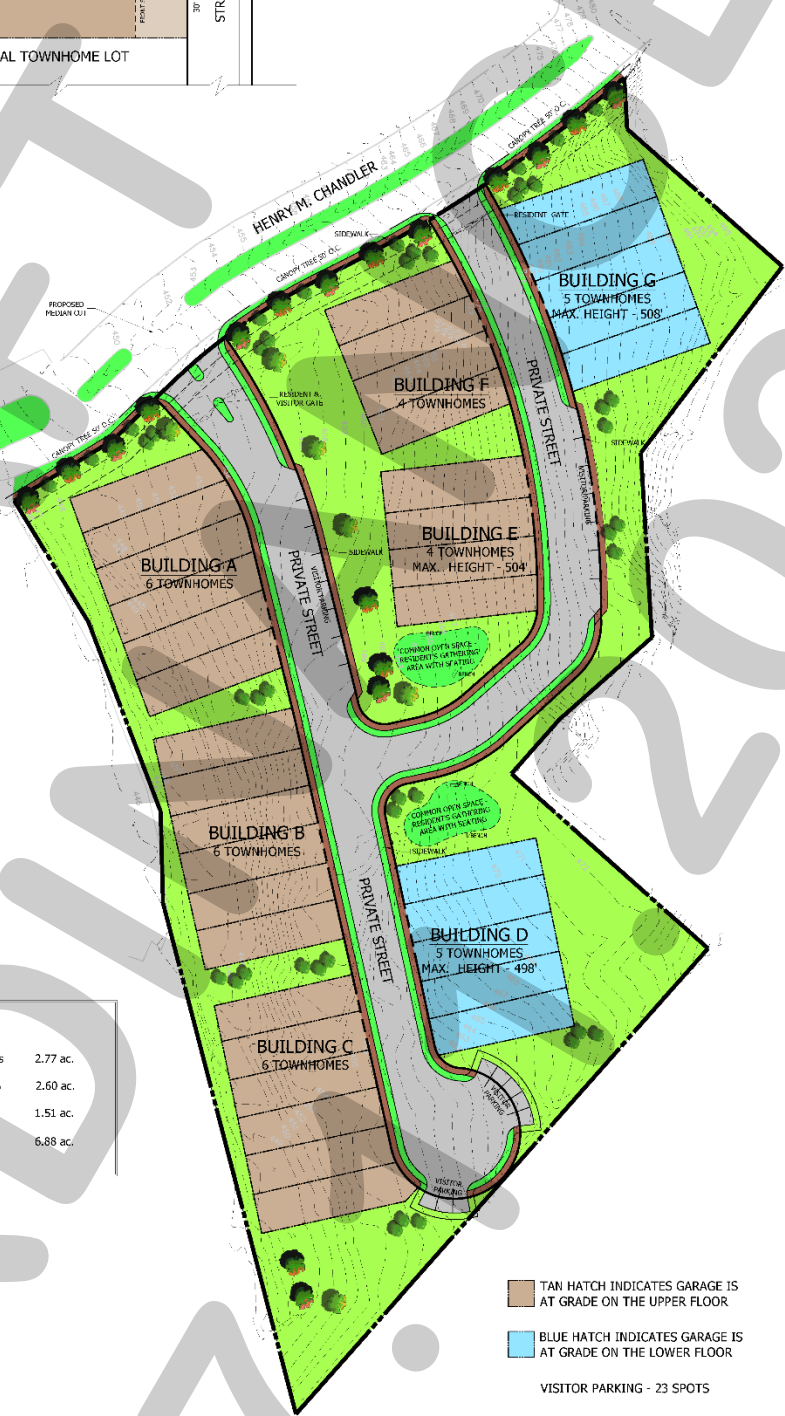 30'
STR
AL TOWNHOME LOT
HENRY M. CHANDLER
CANOPY TREE 50' O.C.
SIDEWALK
CANOPY TREE 50' O.C.
RESIDENT GATE
PROPOSED
MEDIAN CUT
CANOPY TREE 50' O.C.
RESIDENT &
VISITOR GATE
BUILDING G
5 TOWNHOMES
MAX. HEIGHT - 508'
BUILDING F
4 TOWNHOMES
PRIVATE STREET
SIDEWALK
VISITOR PARKING
BUILDING E
4 TOWNHOMES
MAX. HEIGHT - 504'
SIDEWALK
BUILDING A
6 TOWNHOMES
PRIVATE STREET
VISITOR PARKING
COMMON OPEN SPACE -
RESIDENT'S GATHERING
AREA WITH SEATING
BENCH
BUILDING B
6 TOWNHOMES
COMMON OPEN SPACE -
RESIDENT'S GATHERING
AREA WITH SEATING
BENCH
SIDEWALK
PRIVATE STREET
BUILDING D
5 TOWNHOMES
MAX. HEIGHT - 498'
BUILDING C
6 TOWNHOMES
VISITOR
PARKING
VISITOR
PARKING
2.77 ac.
2.60 ac.
1.51 ac.
6.88 ac.
TAN HATCH INDICATES GARAGE IS
AT GRADE ON THE UPPER FLOOR
BLUE HATCH INDICATES GARAGE IS
AT GRADE ON THE LOWER FLOOR
VISITOR PARKING - 23 SPOTS